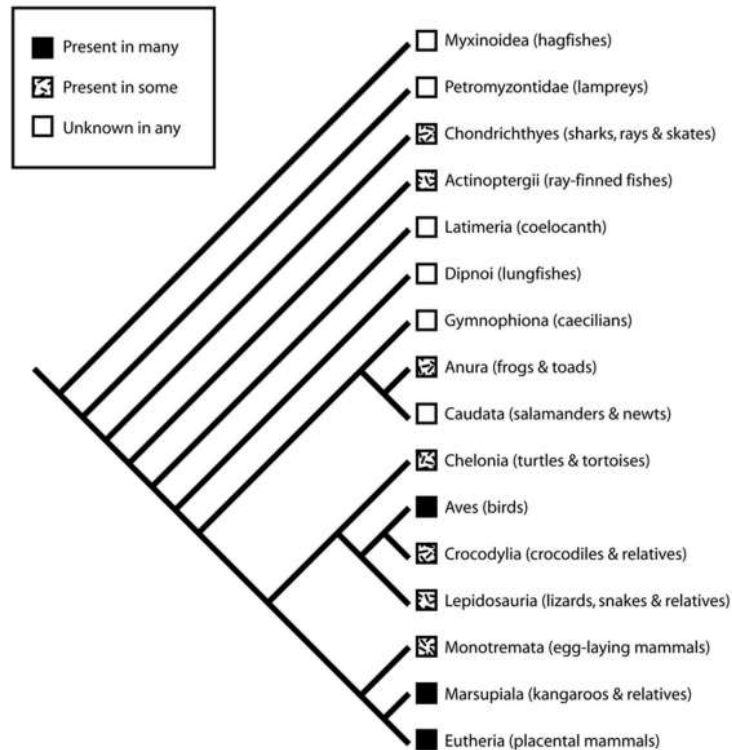 Present in many
Present in some
Unknown in any
Myxinoidea (hagfishes)
Petromyzontidae (lampreys)
Chondrichthyes (sharks, rays & skates)
Actinoptergii (ray-finned fishes)
Latimeria (coelocanth)
Dipnoi (lungfishes)
Gymnophiona (caecilians)
Anura (frogs & toads)
Caudata (salamanders & newts)
Chelonia (turtles & tortoises)
Aves (birds)
Crocodylia (crocodiles & relatives)
Lepidosauria (lizards, snakes & relatives)
Monotremata (egg-laying mammals)
Marsupiala (kangaroos & relatives)
Eutheria (placental mammals)